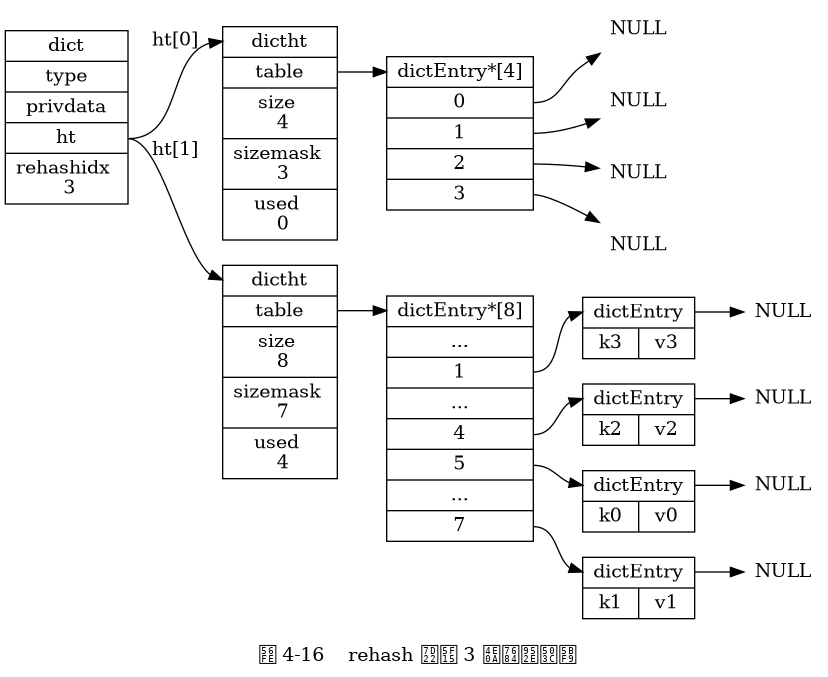 dict
type
privdata
ht
rehashidx
3
ht[0]
ht[1]
dictht
table
size
4
sizemask
3
used
0
dictEntry*[4]
0
1
2
3
NULL
NULL
NULL
NULL
dictht
table
size
8
sizemask
7
used
4
dictEntry*[8]
...
1
...
4
5
...
7
dictEntry
k3 v3
NULL
dictEntry
k2 v2
NULL
dictEntry
k0 v0
NULL
dictEntry
k1 v1
NULL
4-16 rehash 3